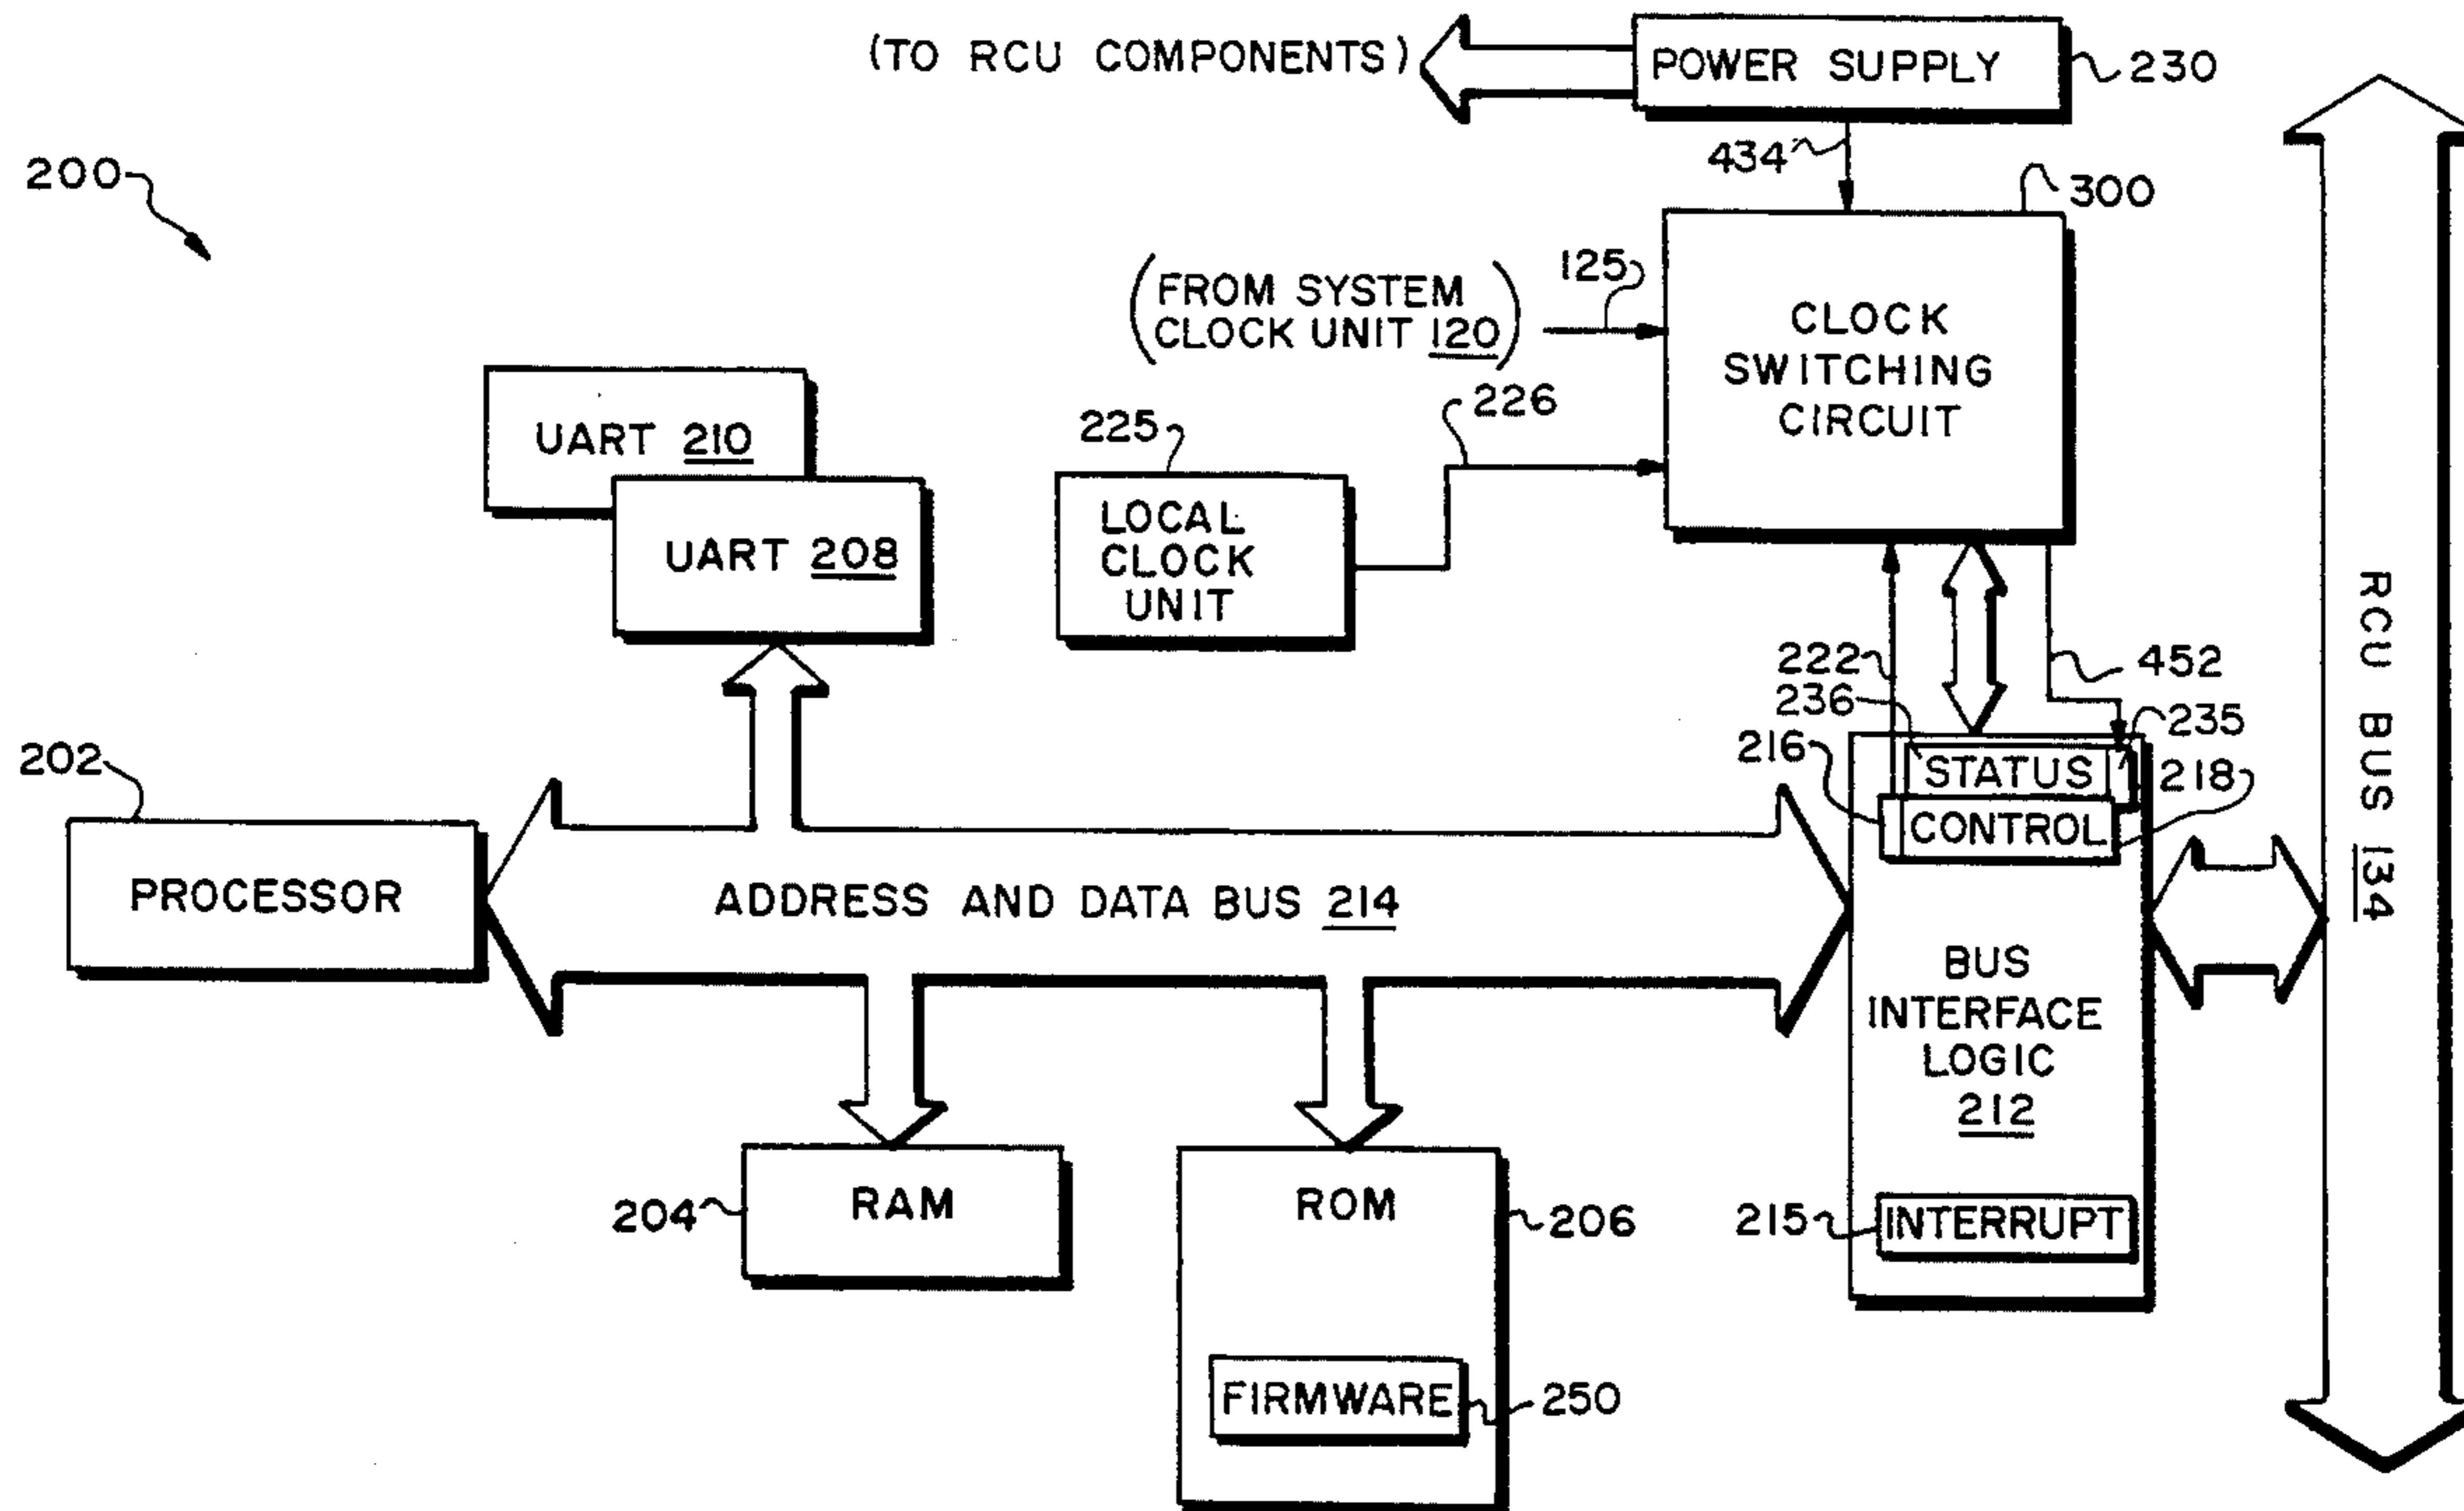 (TO RCU COMPONENTS)
POWER SUPPLY
230
434
200
300
(FROM SYSTEM
CLOCK UNIT 120)
125
CLOCK
SWITCHING
CIRCUIT
226
225
LOCAL
CLOCK
UNIT
UART 210
UART 208
222
452
236
235
216
STATUS
218
CONTROL
202
PROCESSOR
ADDRESS AND DATA BUS 214
BUS
INTERFACE
LOGIC
212
RCU BUS 134
204
RAM
ROM
206
215
INTERRUPT
FIRMWARE
250